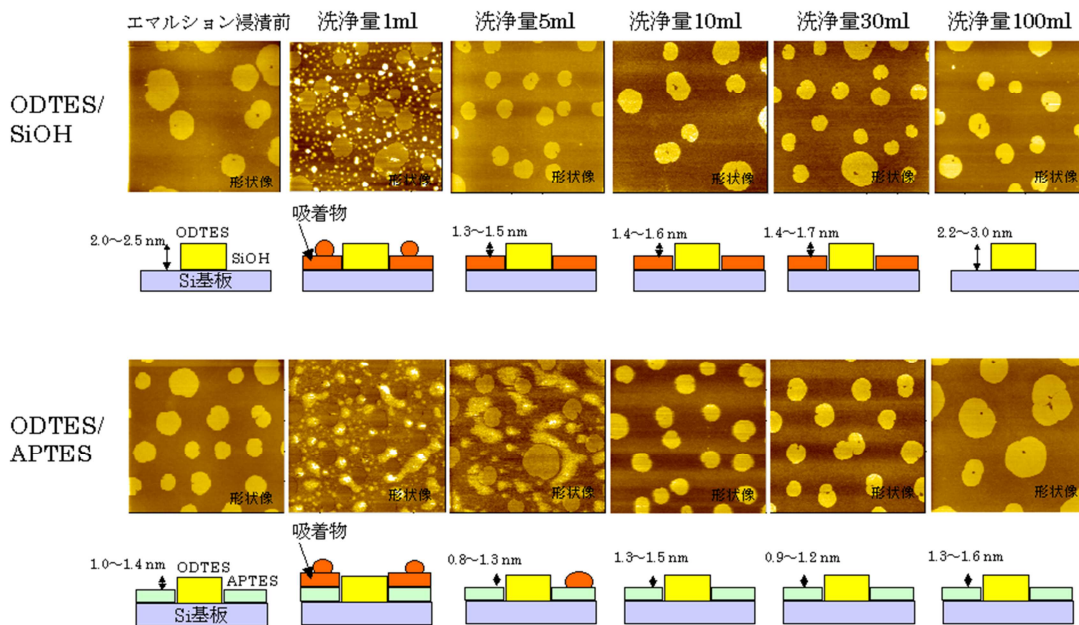 エマルション浸漬前 洗浄量1ml 洗浄量5ml 洗浄量10ml 洗浄量30ml 洗浄量100ml
ODTES/
SiOH
形状像 形状像 形状像 形状像 形状像 形状像
吸着物
2.0～2.5 nm ODTES 1.3～1.5 nm 1.4～1.6 nm 1.4～1.7 nm 2.2～3.0 nm
SiOH
Si基板
ODTES/
APTES
形状像 形状像 形状像 形状像 形状像 形状像
吸着物
1.0～1.4 nm ODTES 0.8～1.3 nm 1.3～1.5 nm 0.9～1.2 nm 1.3～1.6 nm
APTES
Si基板